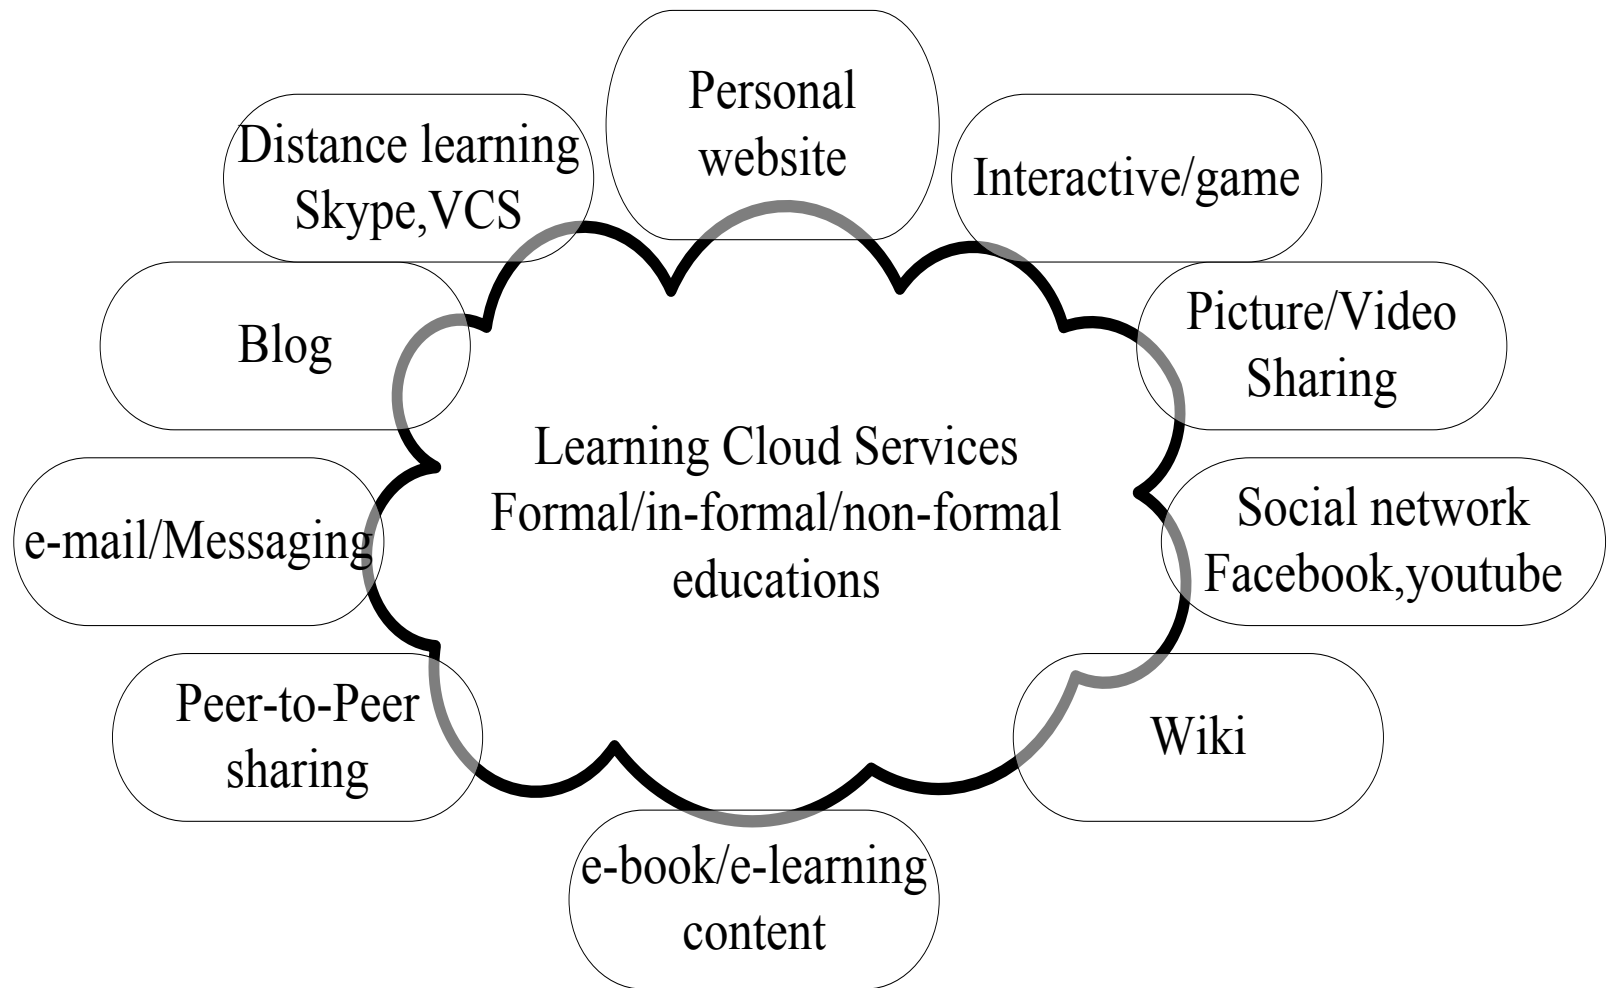 Personal
website
Distance learning
Skype,VCS
Interactive/game
Blog
Picture/Video
Sharing
Learning Cloud Services
Formal/in-formal/non-formal
educations
e-mail/Messaging
Social network
Facebook,youtube
Peer-to-Peer
sharing
Wiki
e-book/e-learning
content